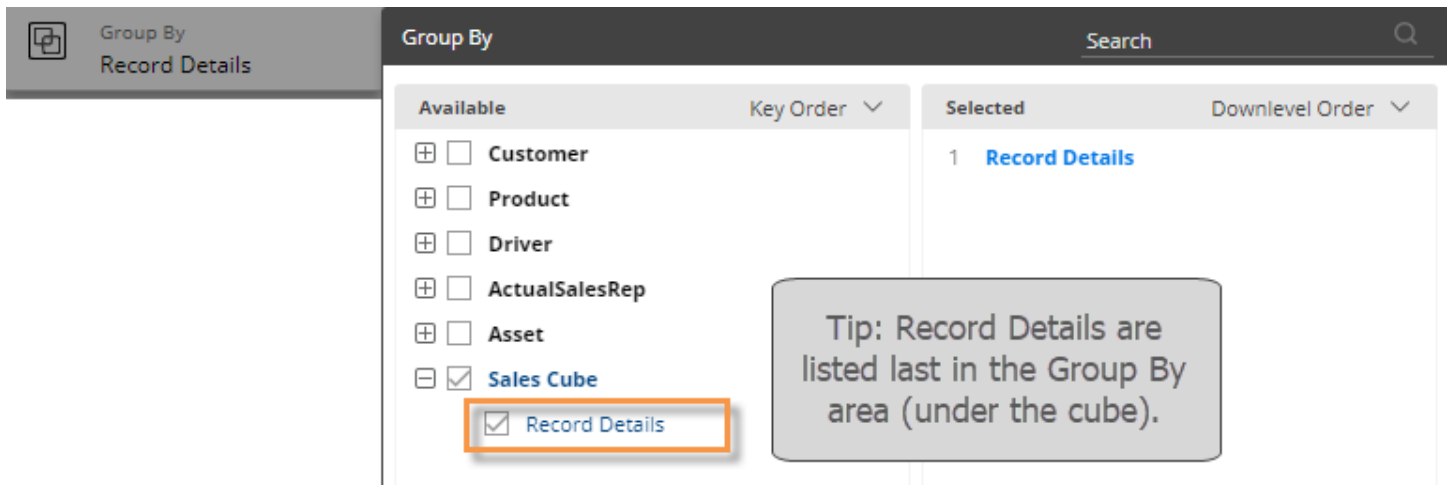 Group By
Record Details
Group By
Search
Available
Key Order
Selected
Downlevel Order
Customer
1 Record Details
Product
Driver
ActualSalesRep
Asset
Sales Cube
Record Details
Tip: Record Details are
listed last in the Group By
area (under the cube).